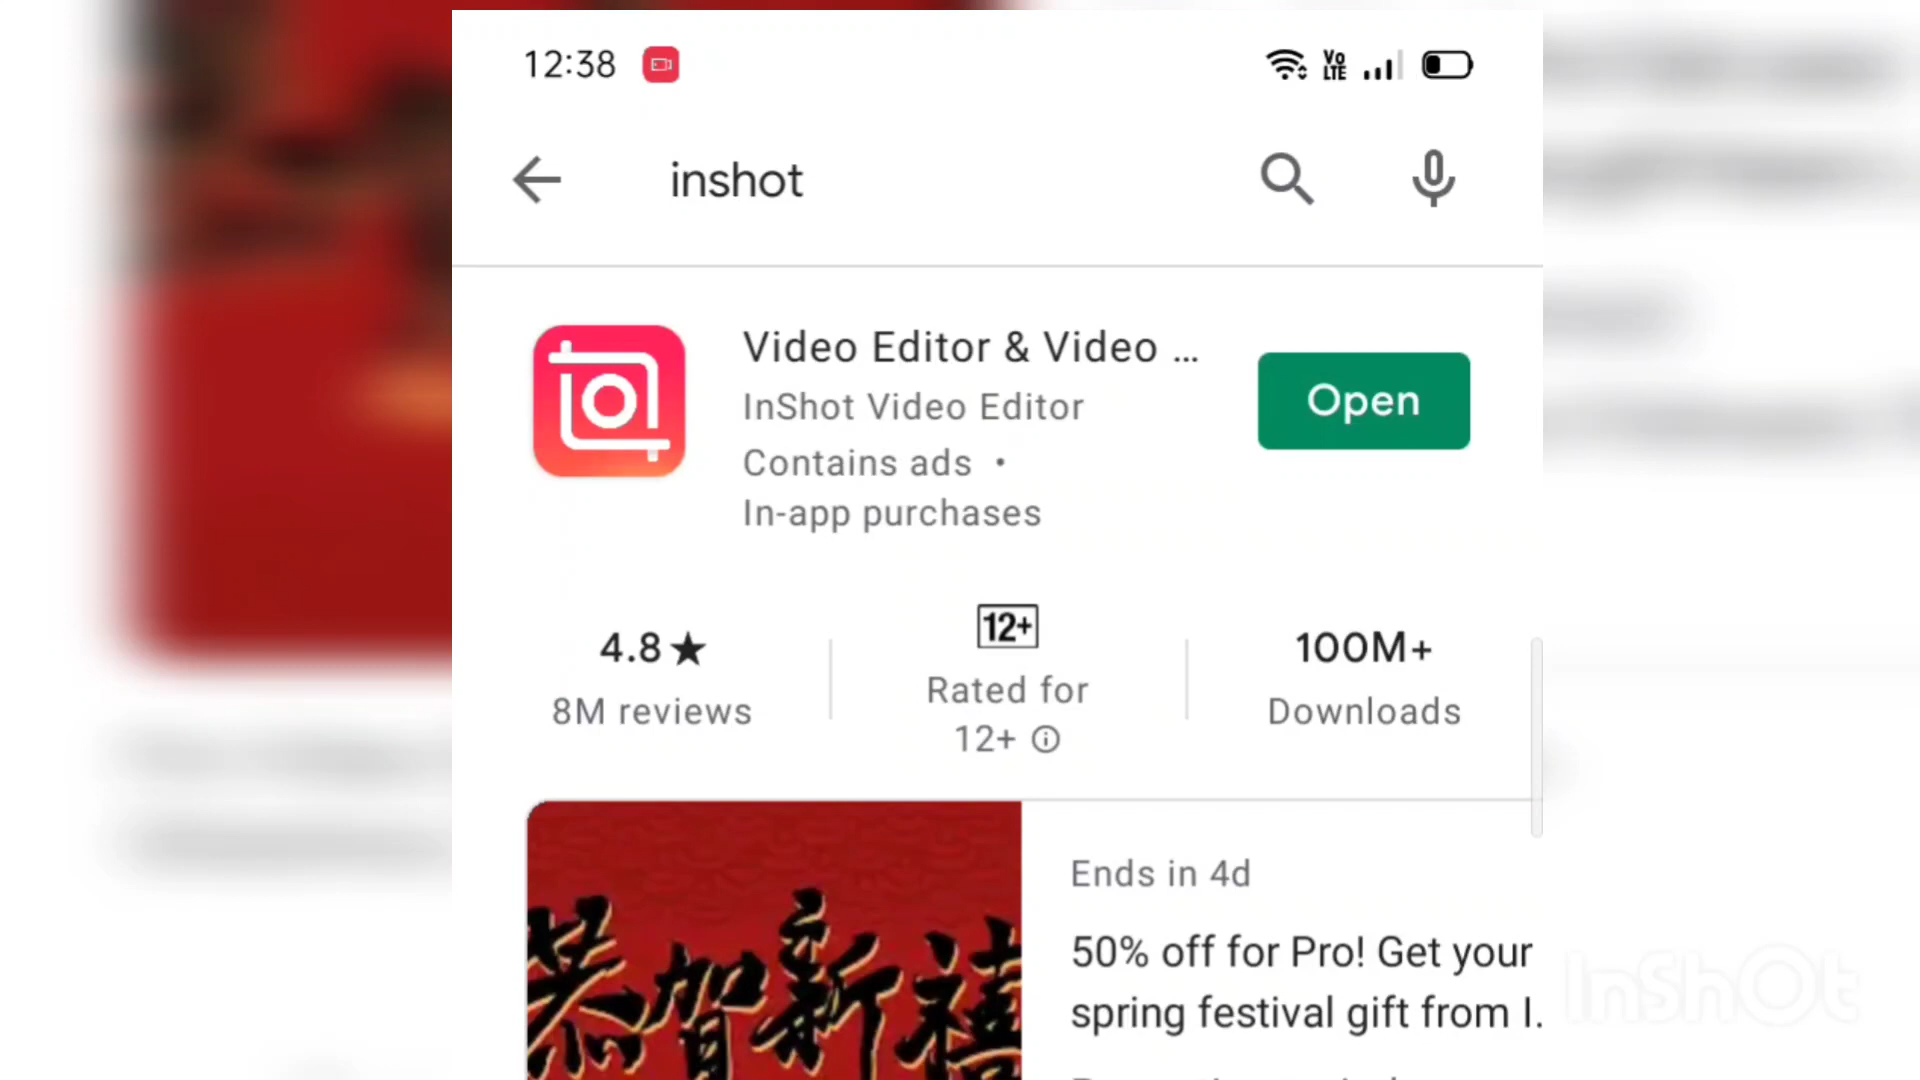 12:38
Vo
LTE
inshot
Video Editor & Video ...
InShot Video Editor
Open
Contains ads •
In-app purchases
4.8★
12+
100M+
8M reviews
Rated for
12+
Downloads
Ends in 4d
50% off for Pro! Get your
spring festival gift from I.
恭賀新禧
InShOt